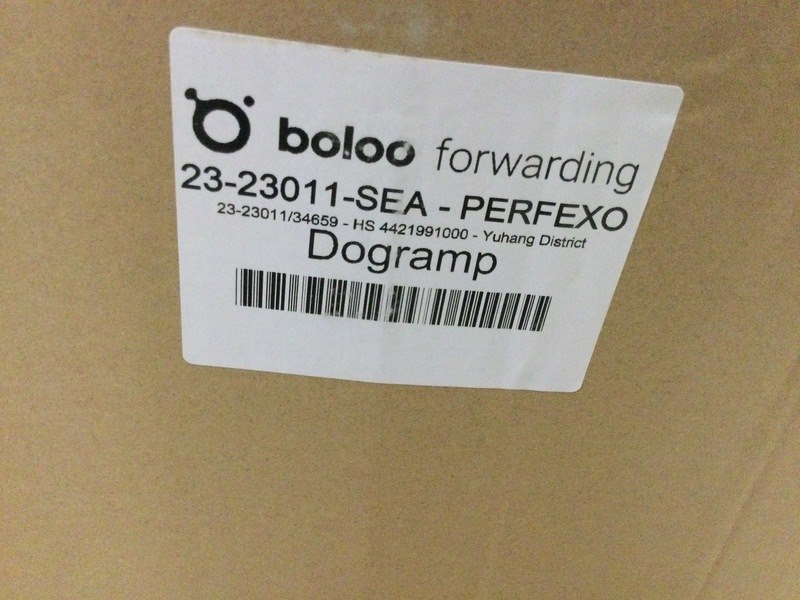 boloo forwarding
23-23011-SEA - PERFEXO
23-23011/34659 - HS 4421991000 - Yuhang District
Dogramp